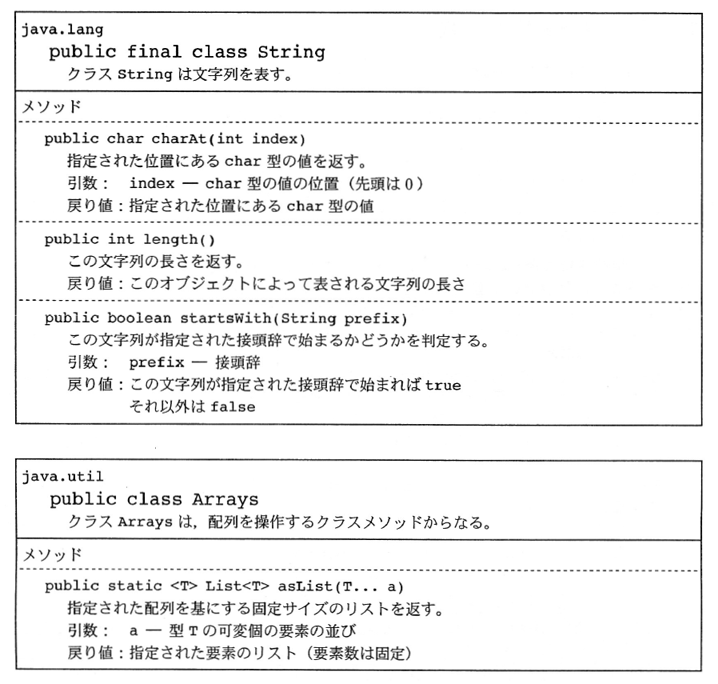 java.lang
public final class String
クラス String は文字列を表す。
メソッド
public char charAt(int index)
指定された位置にある char 型の値を返す。
引数： index ― char 型の値の位置（先頭は 0）
戻り値：指定された位置にある char 型の値
public int length()
この文字列の長さを返す。
戻り値：このオブジェクトによって表される文字列の長さ
public boolean startsWith(String prefix)
この文字列が指定された接頭辞で始まるかどうかを判定する。
引数： prefix ― 接頭辞
戻り値：この文字列が指定された接頭辞で始まれば true
それ以外は false
java.util
public class Arrays
クラス Arrays は，配列を操作するクラスメソッドからなる。
メソッド
public static <T> List<T> asList(T... a)
指定された配列を基にする固定サイズのリストを返す。
引数： a ― 型 T の可変個の要素の並び
戻り値：指定された要素のリスト（要素数は固定）